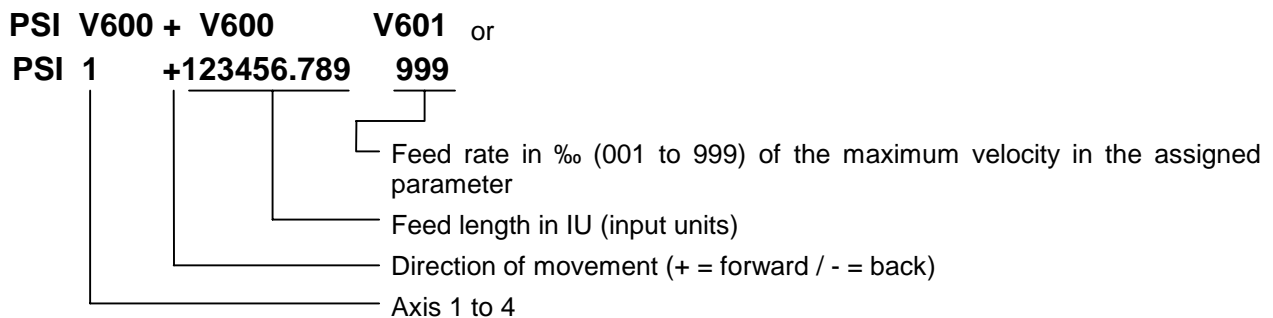 PSI V600 + V600 V601 or
PSI 1 +123456.789 999
Feed rate in ‰ (001 to 999) of the maximum velocity in the assigned
parameter
Feed length in IU (input units)
Direction of movement (+ = forward / - = back)
Axis 1 to 4